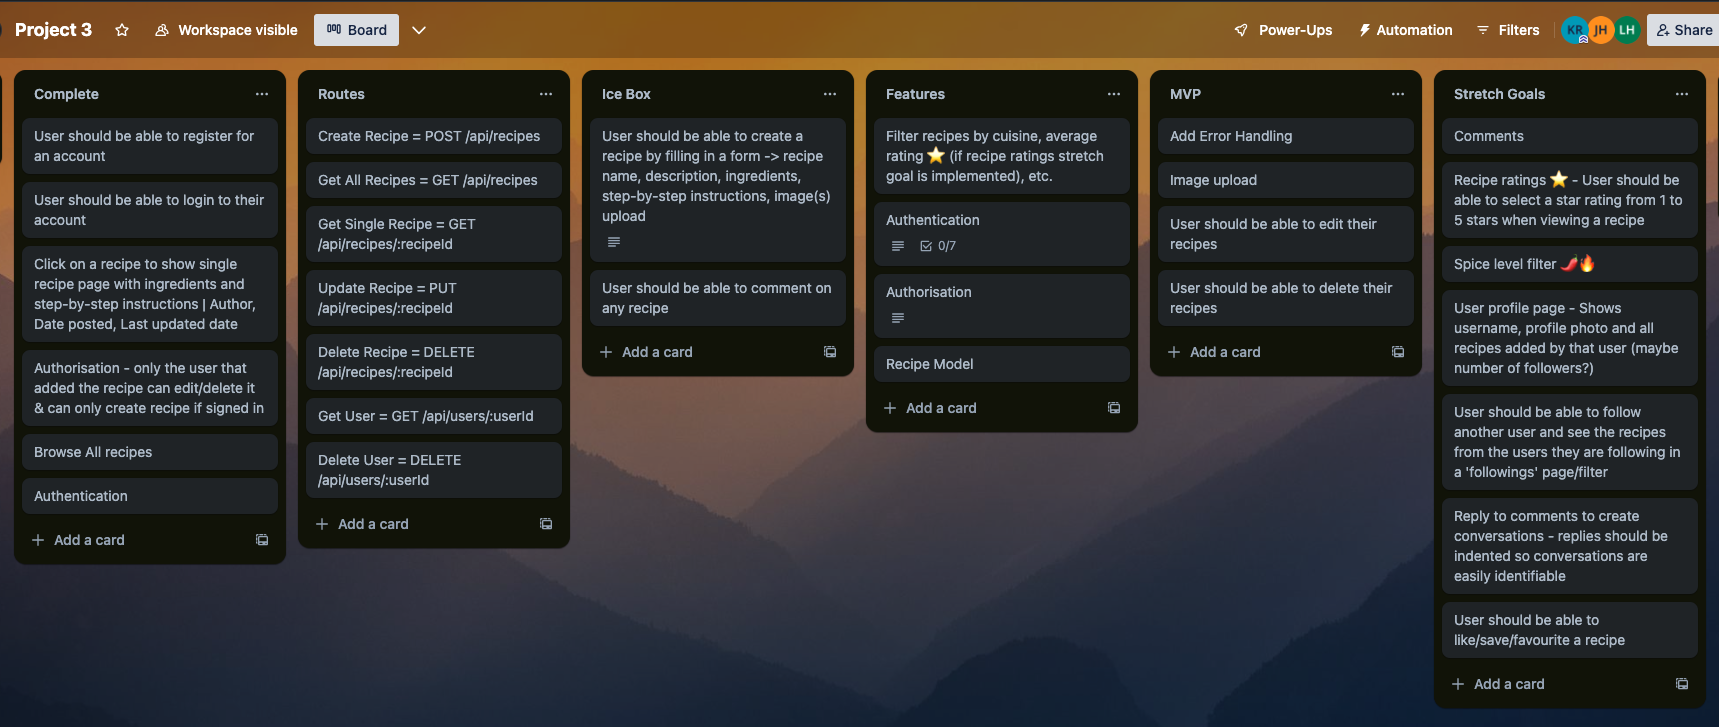 Project 3
Workspace visible
Board
Power-Ups
Automation
Filters
KR
JH
LH
Share
Complete
User should be able to register for
an account
User should be able to login to their
account
Click on a recipe to show single
recipe page with ingredients and
step-by-step instructions | Author,
Date posted, Last updated date
Authorisation - only the user that
added the recipe can edit/delete it
& can only create recipe if signed in
Browse All recipes
Authentication
Add a card
Routes
Create Recipe = POST /api/recipes
Get All Recipes = GET /api/recipes
Get Single Recipe = GET
/api/recipes/:recipeId
Update Recipe = PUT
/api/recipes/:recipeId
Delete Recipe = DELETE
/api/recipes/:recipeId
Get User = GET /api/users/:userId
Delete User = DELETE
/api/users/:userId
Add a card
Ice Box
User should be able to create a
recipe by filling in a form -> recipe
name, description, ingredients,
step-by-step instructions, image(s)
upload
User should be able to comment on
any recipe
Add a card
Features
Filter recipes by cuisine, average
rating ⭐ (if recipe ratings stretch
goal is implemented), etc.
Authentication
0/7
Authorisation
Recipe Model
Add a card
MVP
Add Error Handling
Image upload
User should be able to edit their
recipes
User should be able to delete their
recipes
Add a card
Stretch Goals
Comments
Recipe ratings ⭐ - User should be
able to select a star rating from 1 to
5 stars when viewing a recipe
Spice level filter 🌶️🔥
User profile page - Shows
username, profile photo and all
recipes added by that user (maybe
number of followers?)
User should be able to follow
another user and see the recipes
from the users they are following in
a 'followings' page/filter
Reply to comments to create
conversations - replies should be
indented so conversations are
easily identifiable
User should be able to
like/save/favourite a recipe
Add a card